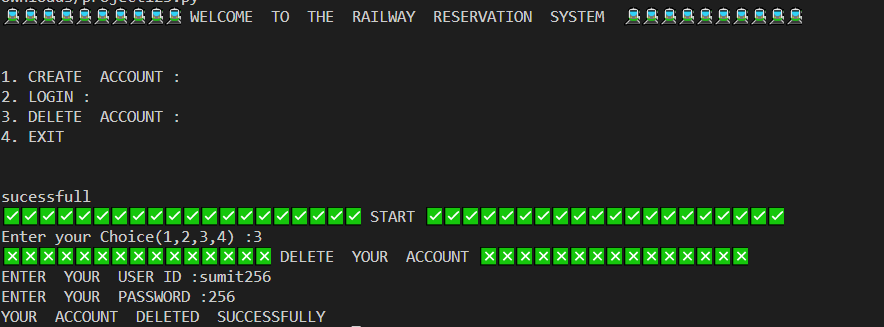 🚆🚆🚆🚆🚆🚆🚆🚆🚆🚆 WELCOME  TO  THE  RAILWAY  RESERVATION  SYSTEM  🚆🚆🚆🚆🚆🚆🚆🚆🚆🚆
1. CREATE  ACCOUNT :
2. LOGIN :
3. DELETE  ACCOUNT :
4. EXIT
sucessfull
✅✅✅✅✅✅✅✅✅✅✅✅✅✅✅✅✅✅✅✅ START ✅✅✅✅✅✅✅✅✅✅✅✅✅✅✅✅✅✅✅✅
Enter your Choice(1,2,3,4) :3
❎❎❎❎❎❎❎❎❎❎❎❎❎❎❎ DELETE  YOUR  ACCOUNT ❎❎❎❎❎❎❎❎❎❎❎❎❎❎❎
ENTER  YOUR  USER ID :sumit256
ENTER  YOUR  PASSWORD :256
YOUR  ACCOUNT  DELETED  SUCCESSFULLY